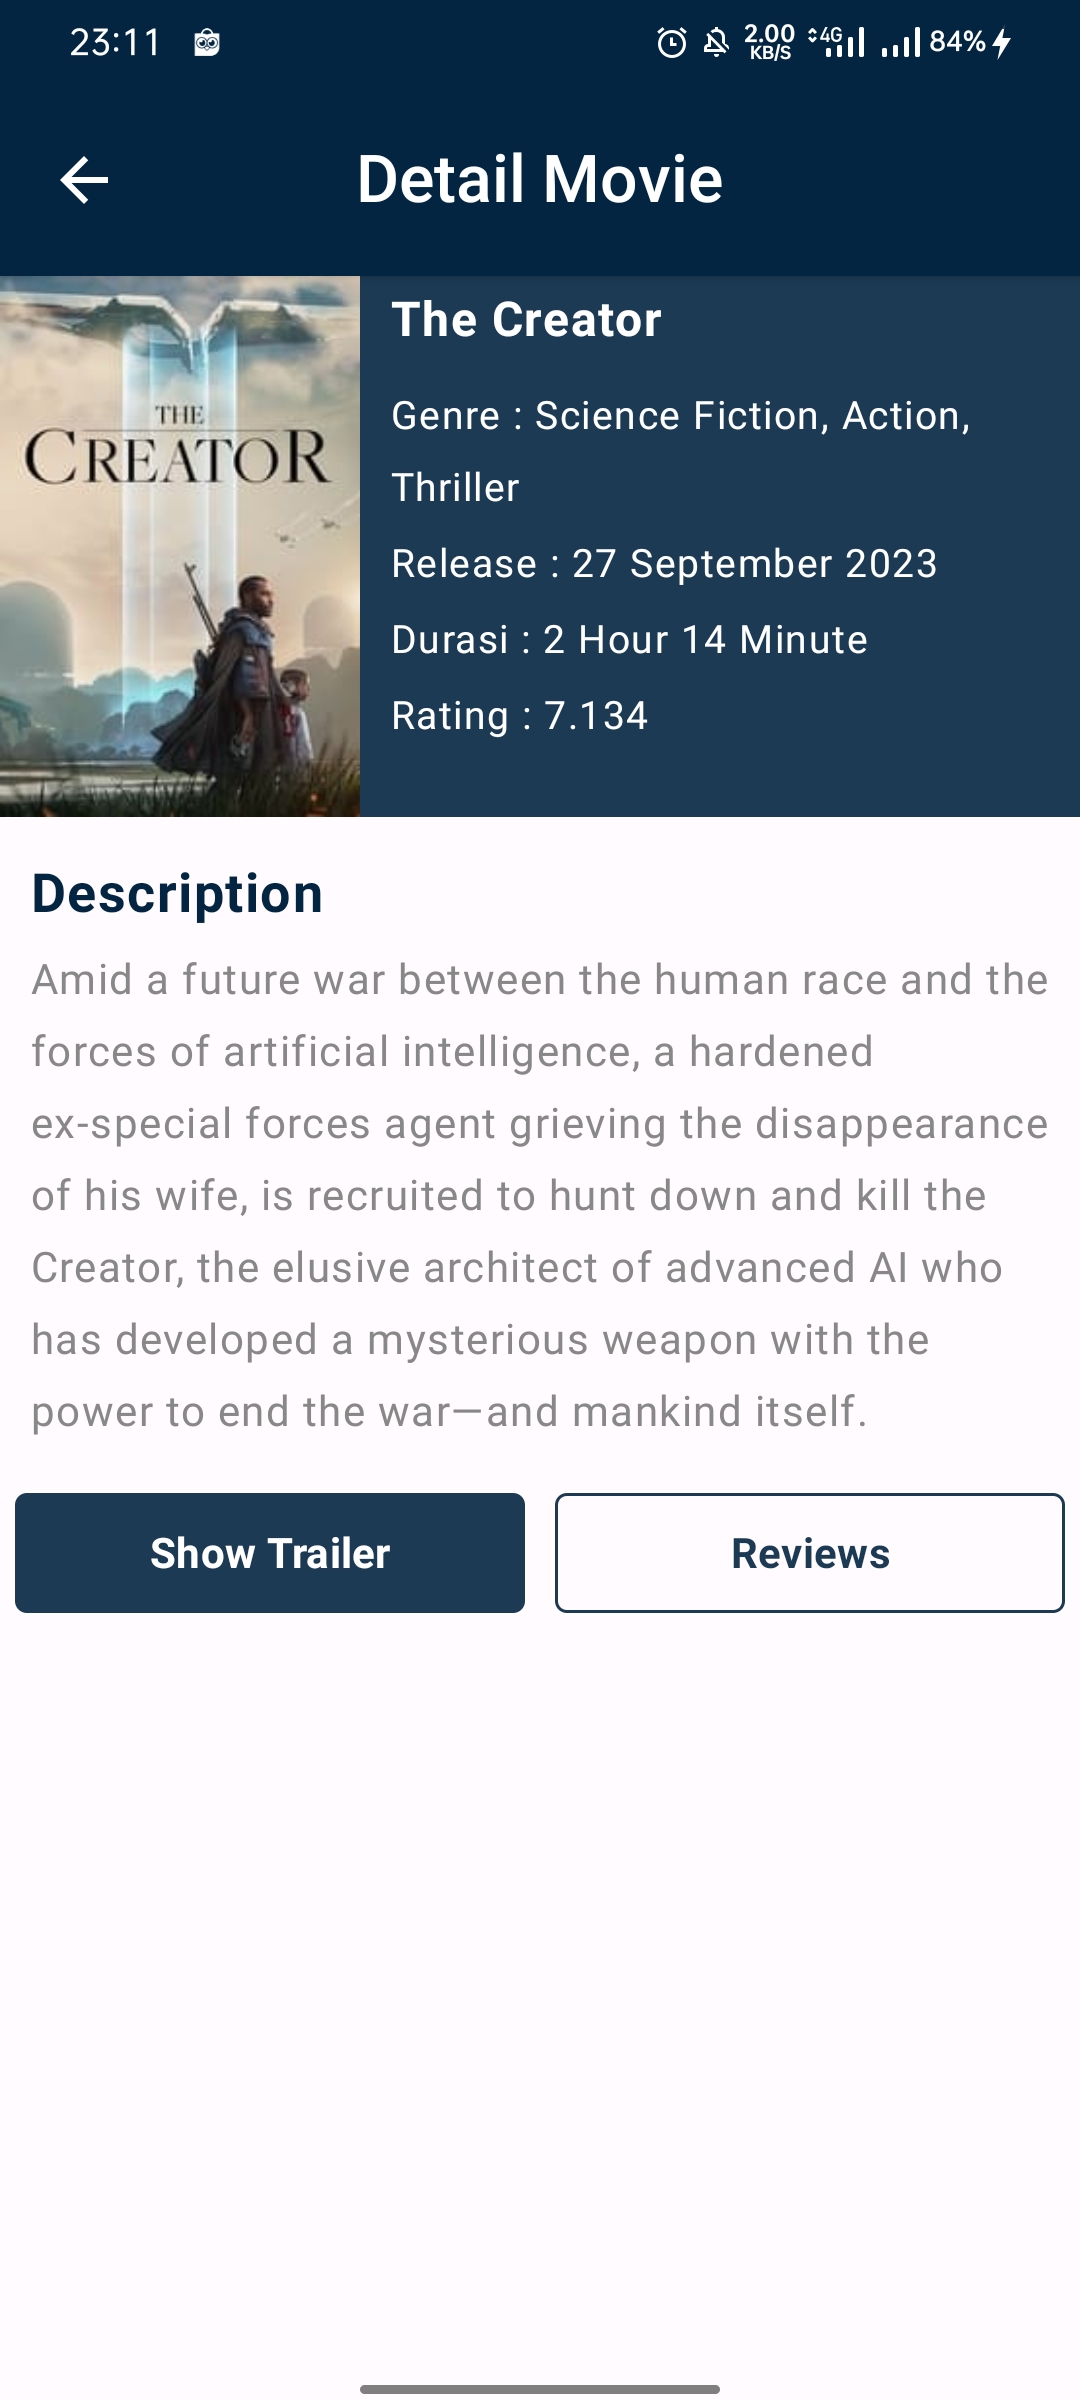 23:11
2.00
KB/S
4G
84%
Detail Movie
THE
CREATOR
The Creator
Genre : Science Fiction, Action,
Thriller
Release : 27 September 2023
Durasi : 2 Hour 14 Minute
Rating : 7.134
Description
Amid a future war between the human race and the
forces of artificial intelligence, a hardened
ex-special forces agent grieving the disappearance
of his wife, is recruited to hunt down and kill the
Creator, the elusive architect of advanced AI who
has developed a mysterious weapon with the
power to end the war—and mankind itself.
Show Trailer
Reviews